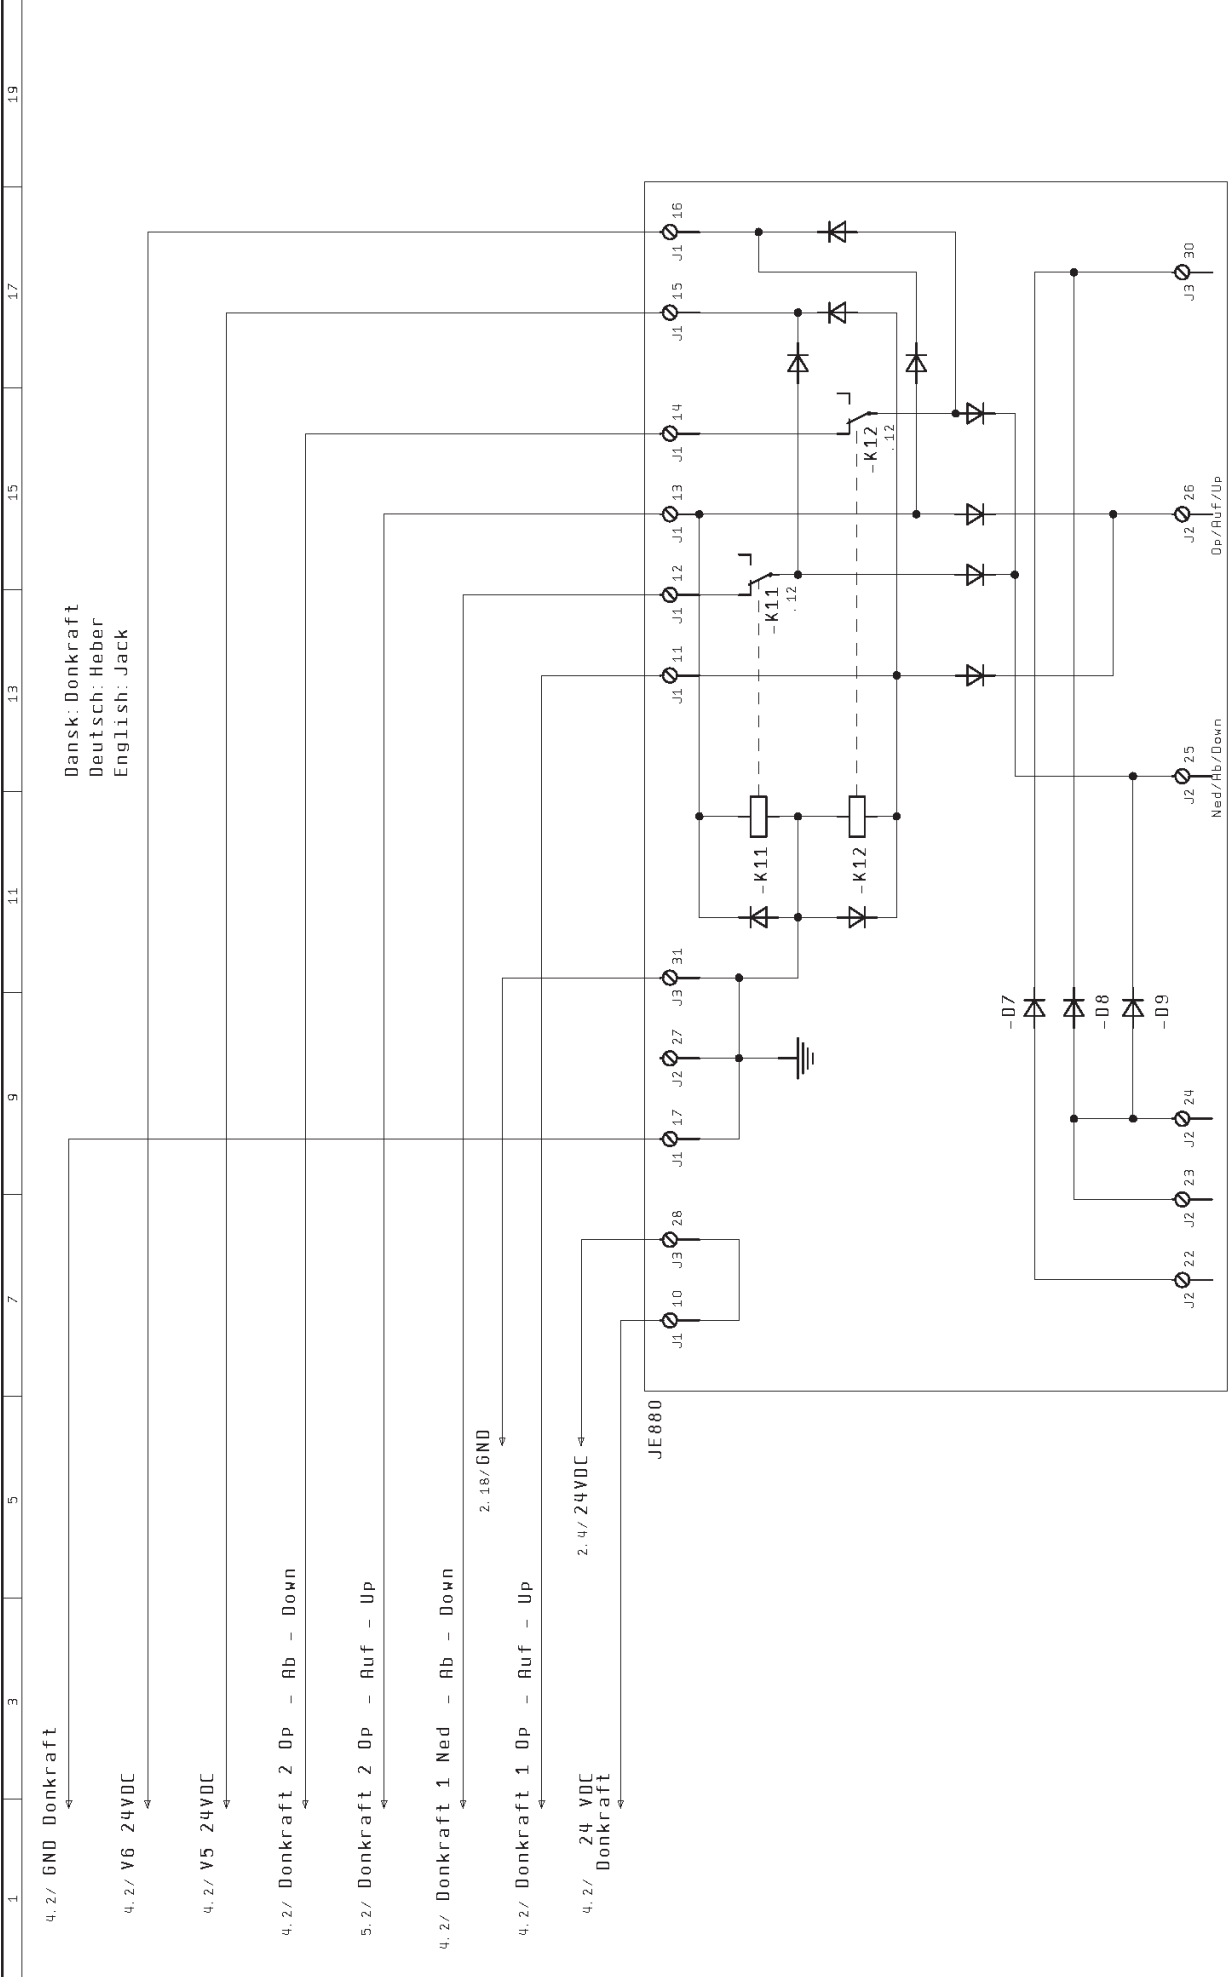 1
3
5
7
9
11
13
15
17
19
Dansk: Donkraft
Deutsch: Heber
English: Jack
4.2/ GND Donkraft
4.2/ V6 24VDC
4.2/ V5 24VDC
4.2/ Donkraft 2 Op - Ab - Down
5.2/ Donkraft 2 Op - Auf - Up
4.2/ Donkraft 1 Ned - Ab - Down
2.18/ GND
4.2/ Donkraft 1 Op - Auf - Up
2.4/ 24VDC
4.2/ 24 VDC
Donkraft
JE880
J1 10
J3 28
J1 17
J2 27
J3 31
J1 11
J1 12
J1 13
J1 14
J1 15
J1 16
-K11
-K11
.12
-K12
-K12
.12
-D7
-D8
-D9
J2 22
J2 23
J2 24
J2 25
Ned/Ab/Down
J2 26
Op/Auf/Up
J3 30